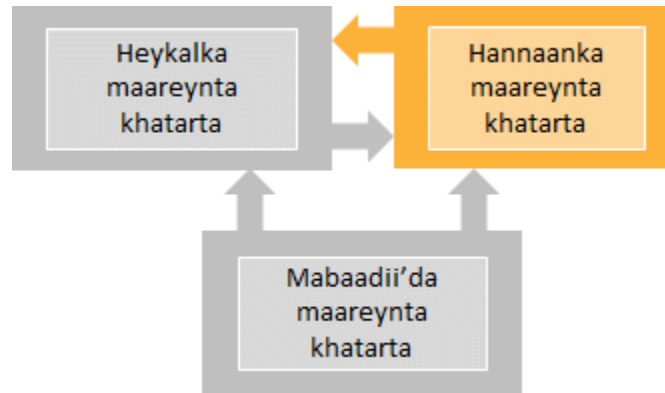 Heykalka
maareynta
khatarta
Hannaanka
maareynta
khatarta
Mabaadii’da
maareynta
khatarta